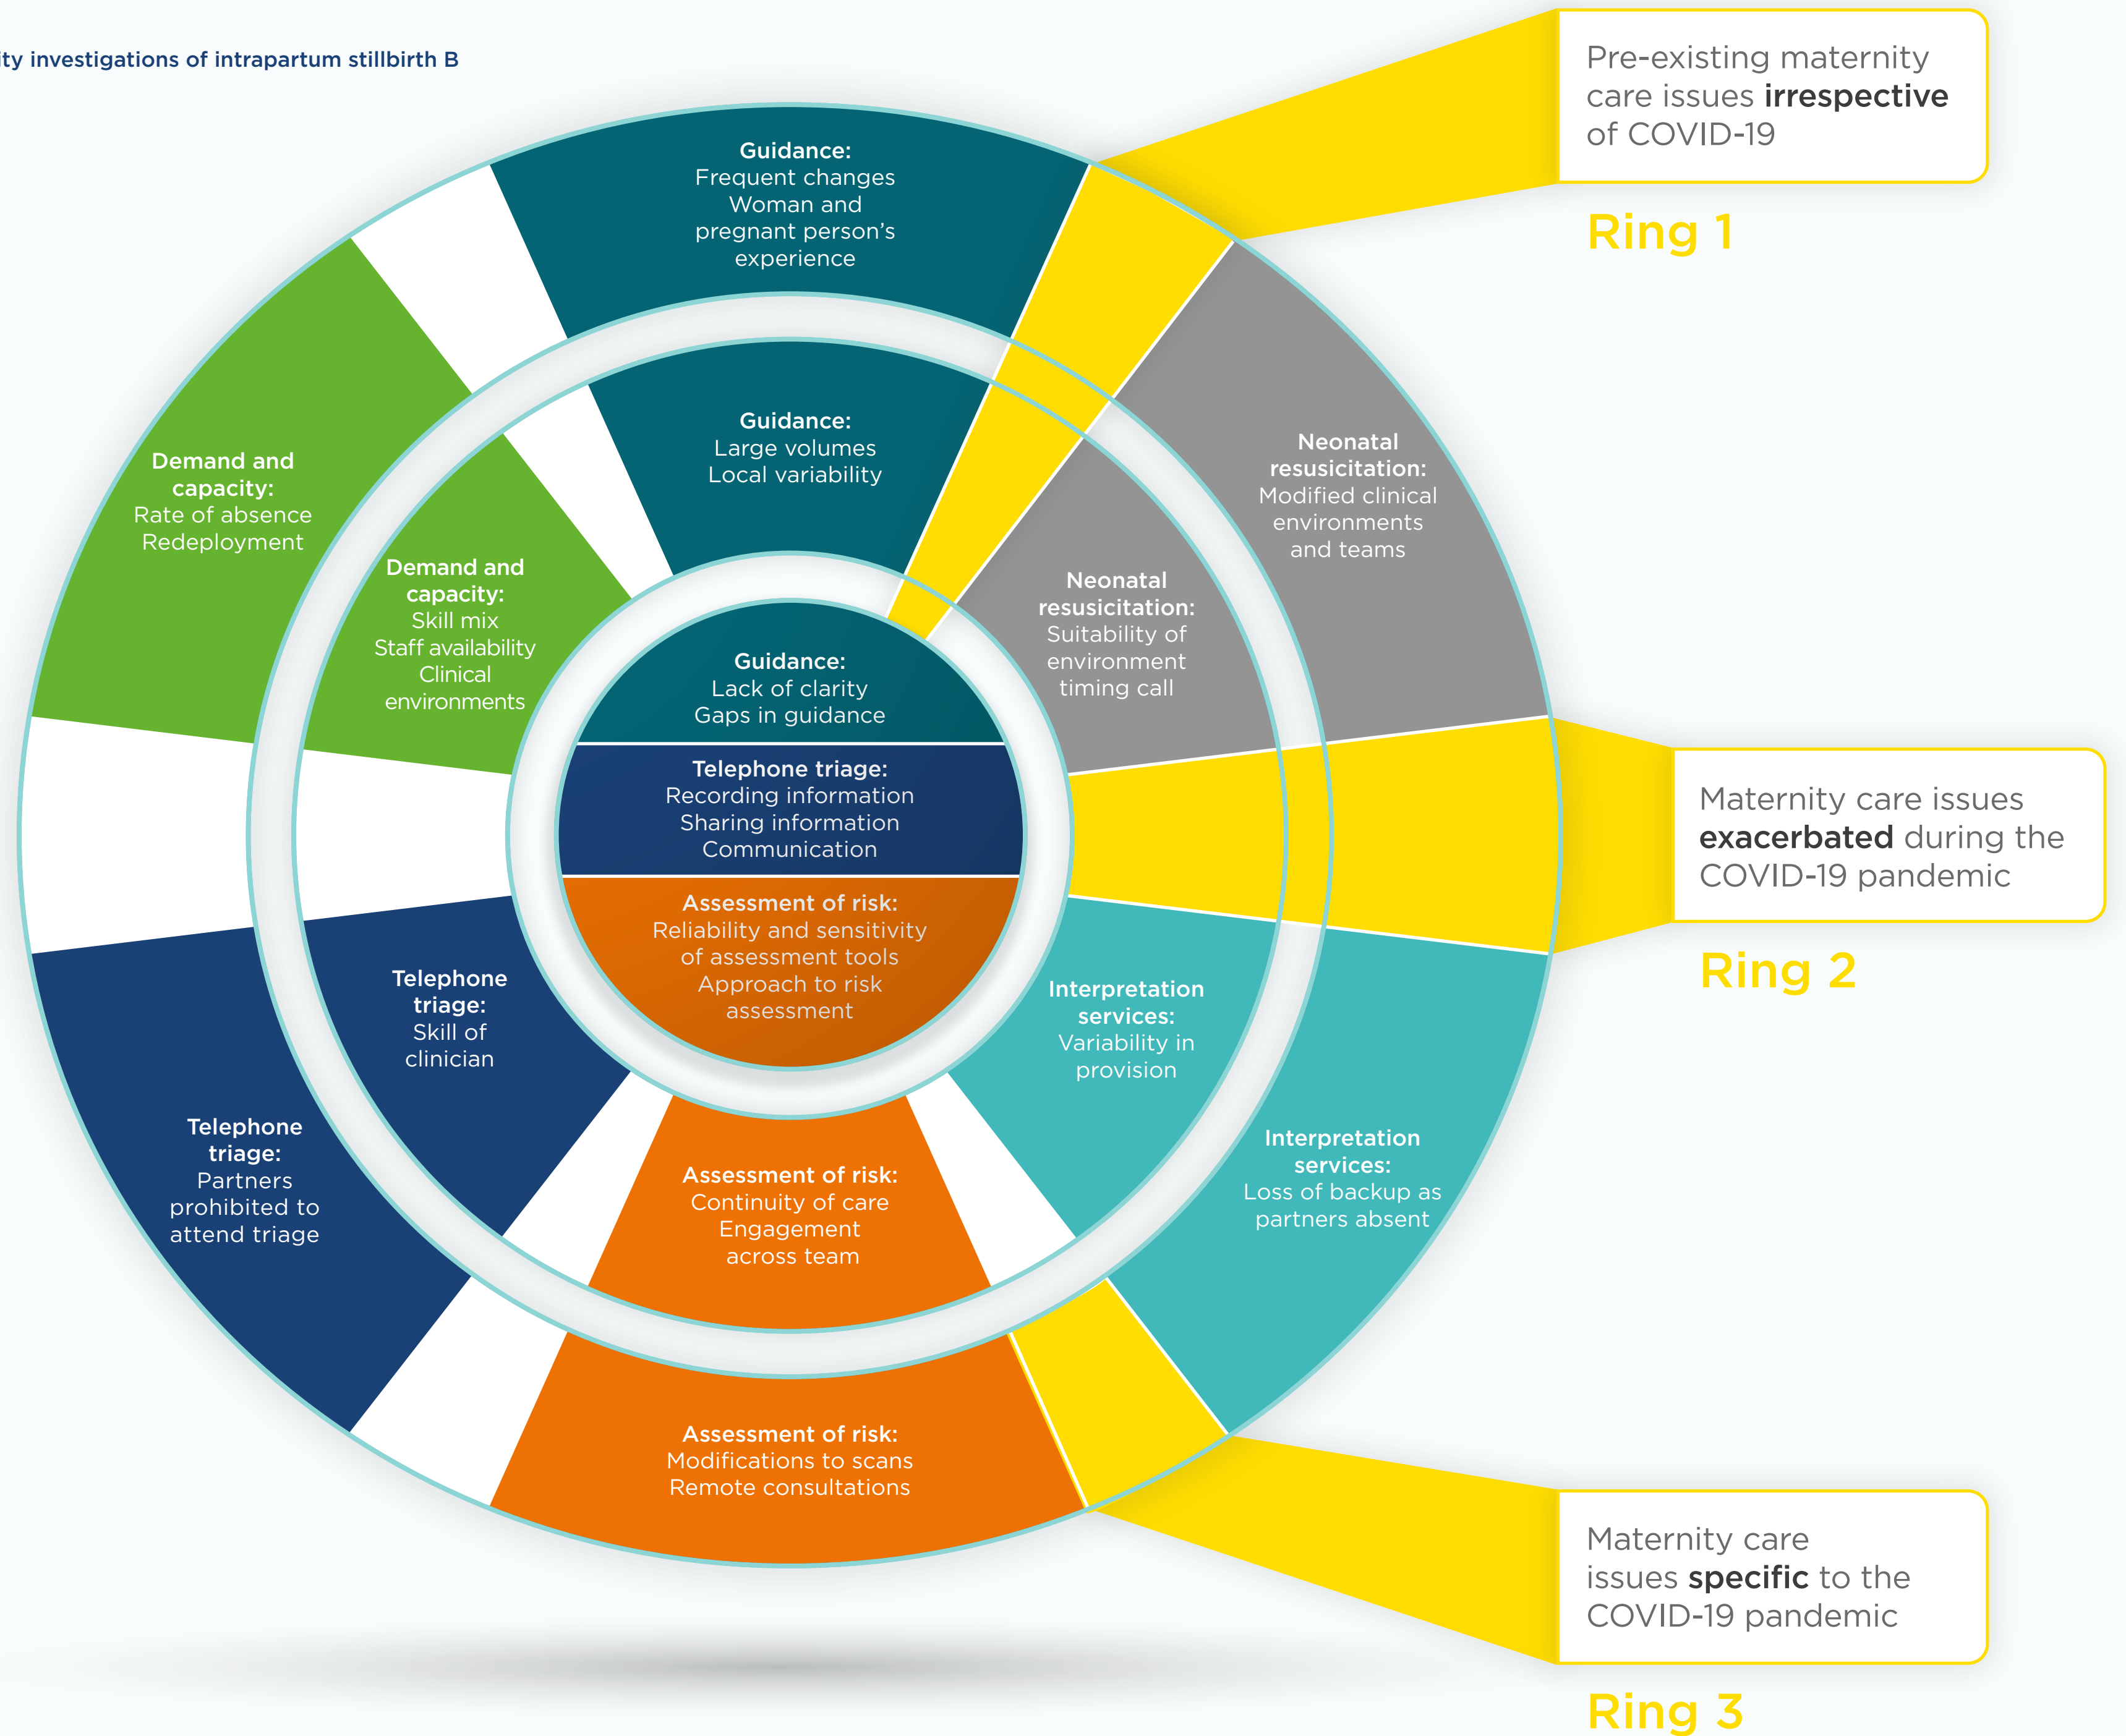 ity investigations of intrapartum stillbirth B
Pre-existing maternity
care issues irrespective
of COVID-19
Ring 1
Guidance:
Frequent changes
Woman and
pregnant person's
experience
Guidance:
Large volumes
Local variability
Neonatal
resusicitation:
Modified clinical
environments
and teams
Demand and
capacity:
Rate of absence
Redeployment
Demand and
capacity:
Skill mix
Staff availability
Clinical
environments
Neonatal
resusicitation:
Suitability of
environment
timing call
Guidance:
Lack of clarity
Gaps in guidance
Telephone triage:
Recording information
Sharing information
Communication
Assessment of risk:
Reliability and sensitivity
of assessment tools
Approach to risk
assessment
Maternity care issues
exacerbated during the
COVID-19 pandemic
Ring 2
Telephone
triage:
Skill of
clinician
Interpretation
services:
Variability in
provision
Telephone
triage:
Partners
prohibited to
attend triage
Assessment of risk:
Continuity of care
Engagement
across team
Interpretation
services:
Loss of backup as
partners absent
Assessment of risk:
Modifications to scans
Remote consultations
Maternity care
issues specific to the
COVID-19 pandemic
Ring 3